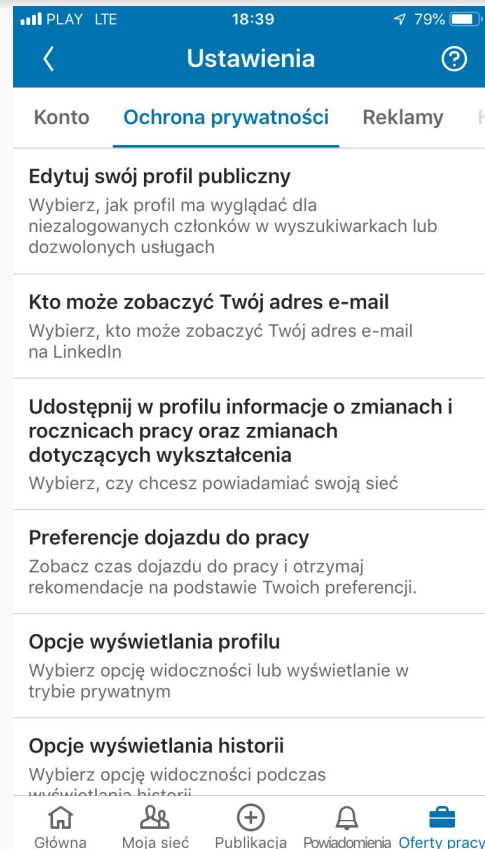 PLAY LTE 18:39 79%
Ustawienia
Konto Ochrona prywatności Reklamy
Edytuj swój profil publiczny
Wybierz, jak profil ma wyglądać dla
niezalogowanych członków w wyszukiwarkach lub
dozwolonych usługach
Kto może zobaczyć Twój adres e-mail
Wybierz, kto może zobaczyć Twój adres e-mail
na LinkedIn
Udostępnij w profilu informacje o zmianach i
rocznicach pracy oraz zmianach
dotyczących wykształcenia
Wybierz, czy chcesz powiadamiać swoją sieć
Preferencje dojazdu do pracy
Zobacz czas dojazdu do pracy i otrzymaj
rekomendacje na podstawie Twoich preferencji.
Opcje wyświetlania profilu
Wybierz opcję widoczności lub wyświetlanie w
trybie prywatnym
Opcje wyświetlania historii
Wybierz opcję widoczności podczas
wyświetlania historii
Główna Moja sieć Publikacja Powiadomienia Oferty pracy